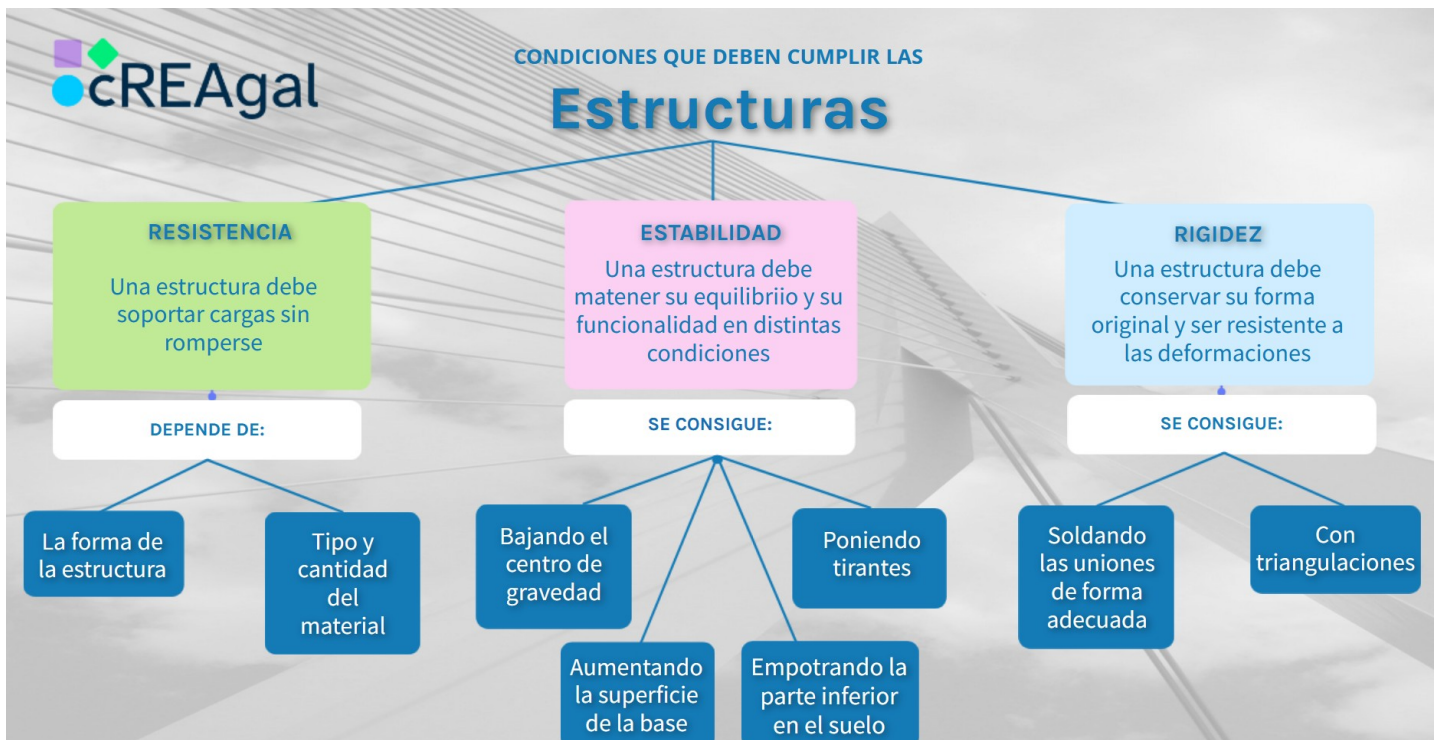 cREAgal
CONDICIONES QUE DEBEN CUMPLIR LAS
Estructuras
RESISTENCIA
Una estructura debe
soportar cargas sin
romperse
DEPENDE DE:
La forma de
la estructura
Tipo y
cantidad
del
material
ESTABILIDAD
Una estructura debe
matener su equilibriio y su
funcionalidad en distintas
condiciones
SE CONSIGUE:
Bajando el
centro de
gravedad
Aumentando
la superficie
de la base
Empotrando la
parte inferior
en el suelo
Poniendo
tirantes
RIGIDEZ
Una estructura debe
conservar su forma
original y ser resistente a
las deformaciones
SE CONSIGUE:
Soldando
las uniones
de forma
adecuada
Con
triangulaciones